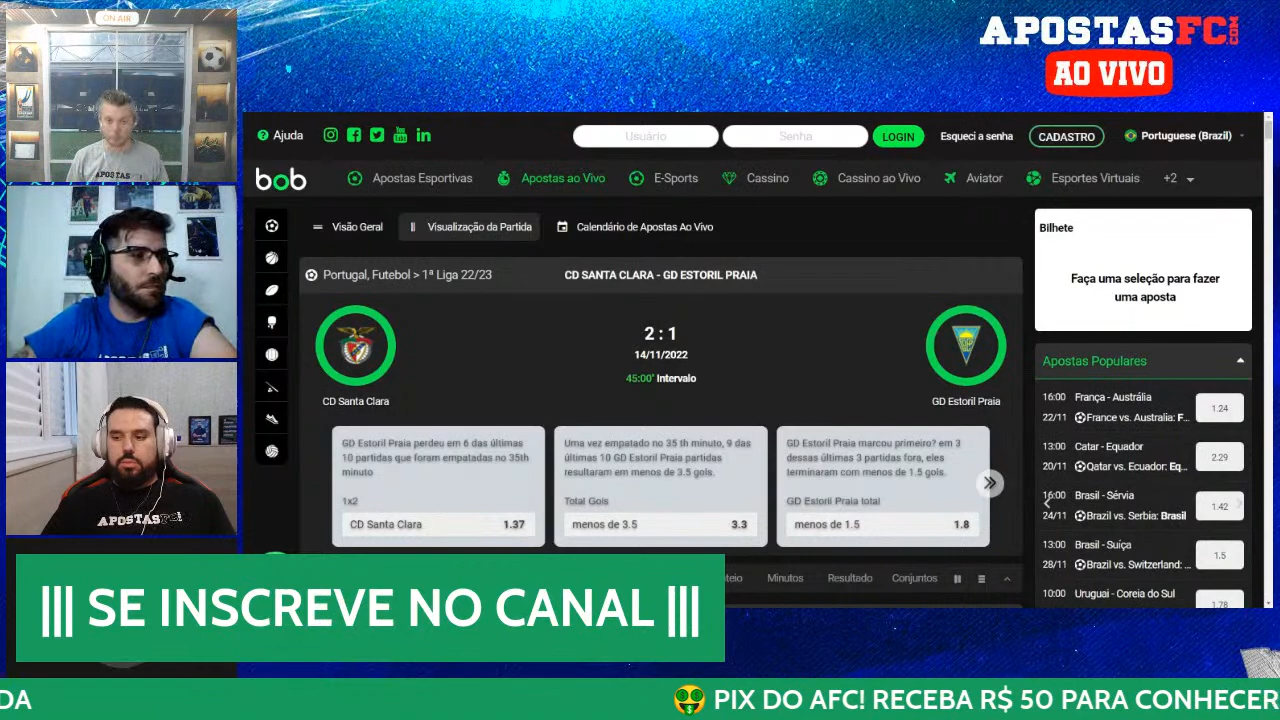 ON AIR
APOSTASFC.COM
AO VIVO
Ajuda
Usuário
Senha
LOGIN
Esqueci a senha
CADASTRO
Portuguese (Brazil)
bob
Apostas Esportivas
Apostas ao Vivo
E-Sports
Cassino
Cassino ao Vivo
Aviator
Esportes Virtuais
+2
Visão Geral
Visualização da Partida
Calendário de Apostas Ao Vivo
Portugal, Futebol > 1ª Liga 22/23
CD SANTA CLARA - GD ESTORIL PRAIA
2 : 1
14/11/2022
45:00' Intervalo
CD Santa Clara
GD Estoril Praia
GD Estoril Praia perdeu em 6 das últimas
10 partidas que foram empatadas no 35th
minuto
1x2
CD Santa Clara 1.37
Uma vez empatado no 35 th minuto, 9 das
últimas 10 GD Estoril Praia partidas
resultaram em menos de 3.5 gols.
Total Gols
menos de 3.5 3.3
GD Estoril Praia marcou primeiro? em 3
dessas últimas 3 partidas fora, eles
terminaram com menos de 1.5 gols.
GD Estoril Praia total
menos de 1.5 1.8
teio
Minutos
Resultado
Conjuntos
Bilhete
Faça uma seleção para fazer
uma aposta
Apostas Populares
16:00 França - Austrália
22/11 France vs. Australia: F...
1.24
13:00 Catar - Equador
20/11 Qatar vs. Ecuador: Eq...
2.29
16:00 Brasil - Sérvia
24/11 Brazil vs. Serbia: Brasil
1.42
13:00 Brasil - Suíça
28/11 Brazil vs. Switzerland: ...
1.5
10:00 Uruguai - Coreia do Sul
1.78
APOSTAS
APOSTASFC
||| SE INSCREVE NO CANAL |||
DA
PIX DO AFC! RECEBA R$ 50 PARA CONHECER